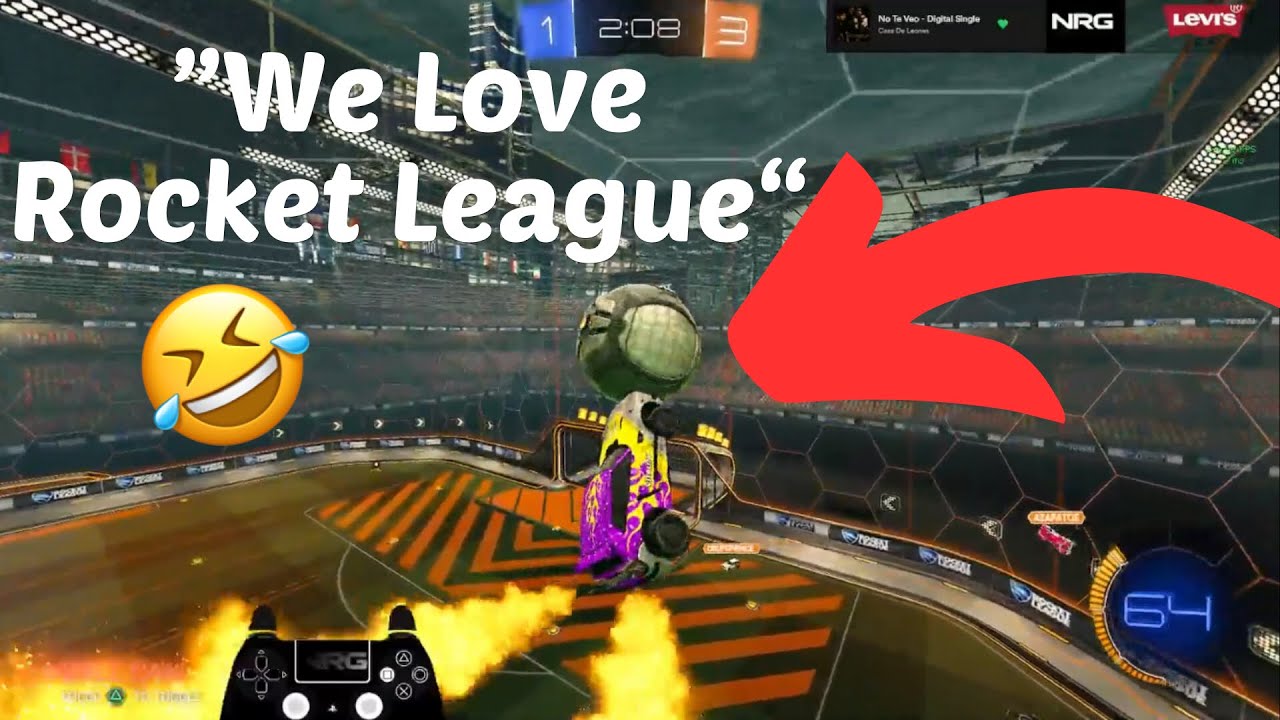 1 2:08 3
No Te Veo - Digital Single
Casa De Leones
NRG
LEVI'S
”We Love
Rocket League“
AZAPATOE
64
NRG